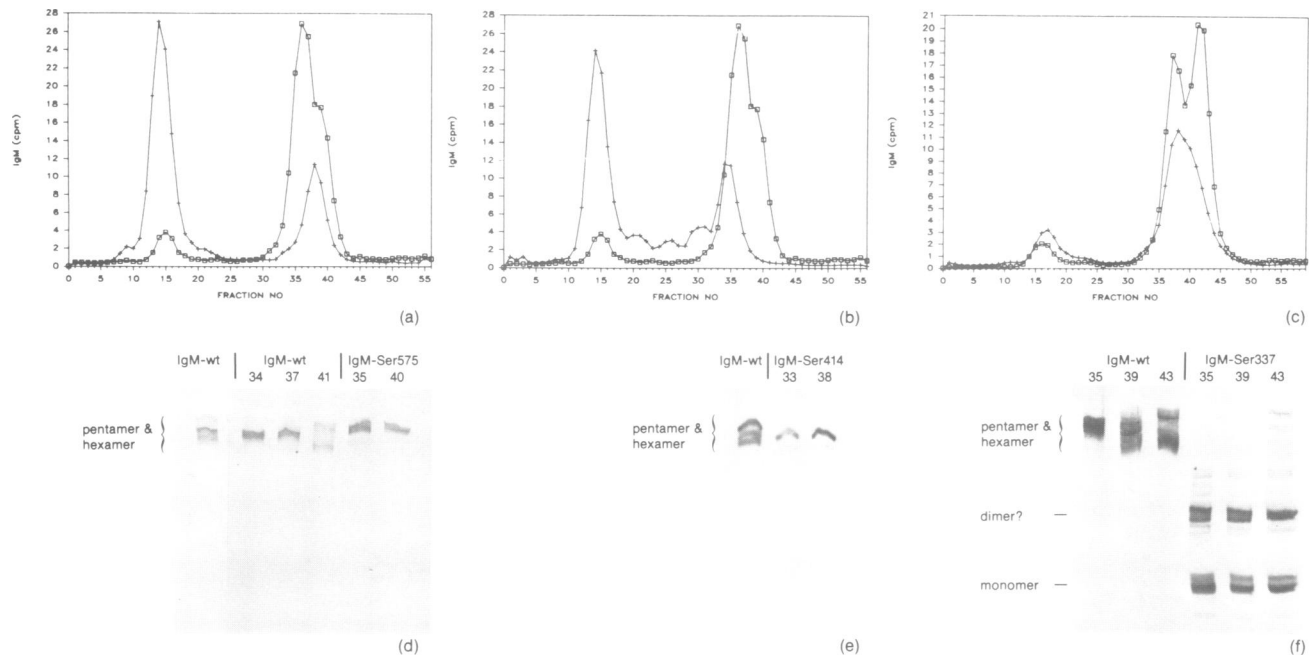 28
26
24
22
20
18
16
14
12
10
8
6
4
2
0
IgM (cpm)
0 5 10 15 20 25 30 35 40 45 50 55
FRACTION NO
(a)
28
26
24
22
20
18
16
14
12
10
8
6
4
2
0
IgM (cpm)
0 5 10 15 20 25 30 35 40 45 50 55
FRACTION NO
(b)
21
20
19
18
17
16
15
14
13
12
11
10
9
8
7
6
5
4
3
2
1
0
IgM (cpm)
0 5 10 15 20 25 30 35 40 45 50 55
FRACTION NO
(c)
IgM-wt | IgM-wt | IgM-Ser575
34 37 41 35 40
pentamer &
hexamer
(d)
IgM-wt | IgM-Ser414
33 38
pentamer &
hexamer
(e)
IgM-wt | IgM-Ser337
35 39 43 35 39 43
pentamer &
hexamer
dimer? —
monomer —
(f)